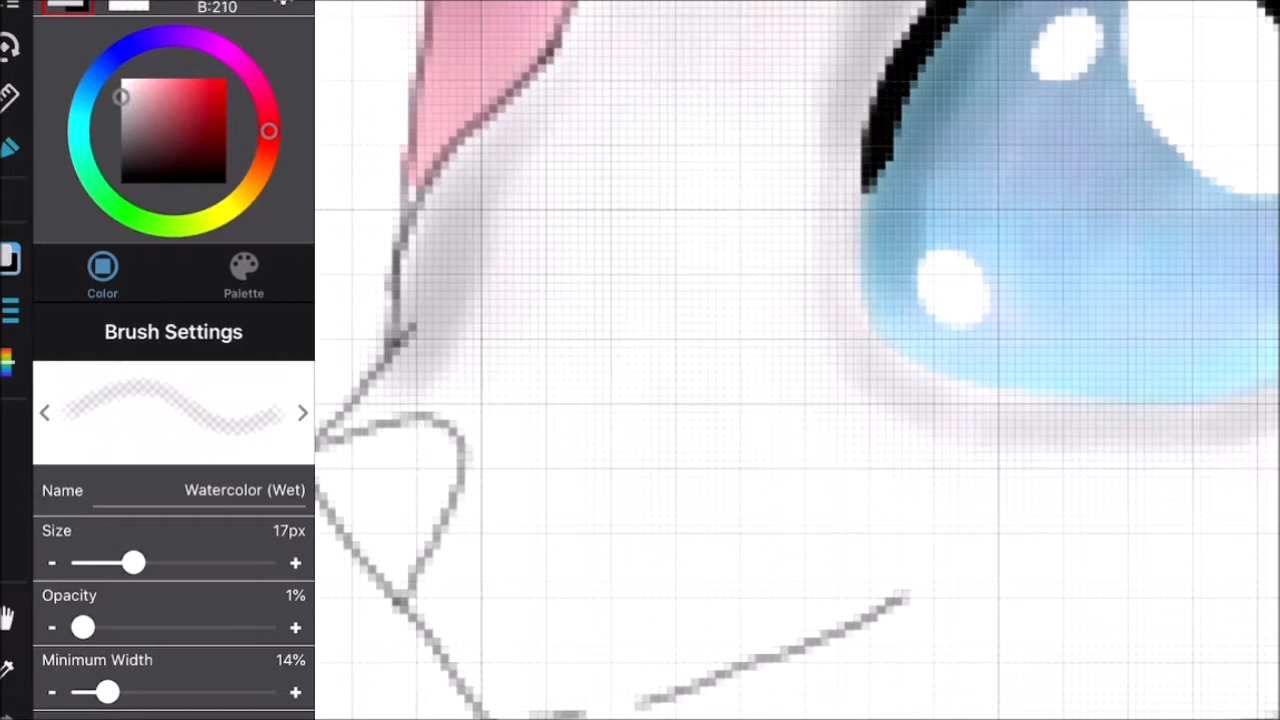 B:210
Color
Palette
Brush Settings
Name Watercolor (Wet)
Size 17px
- +
Opacity 1%
- +
Minimum Width 14%
- +